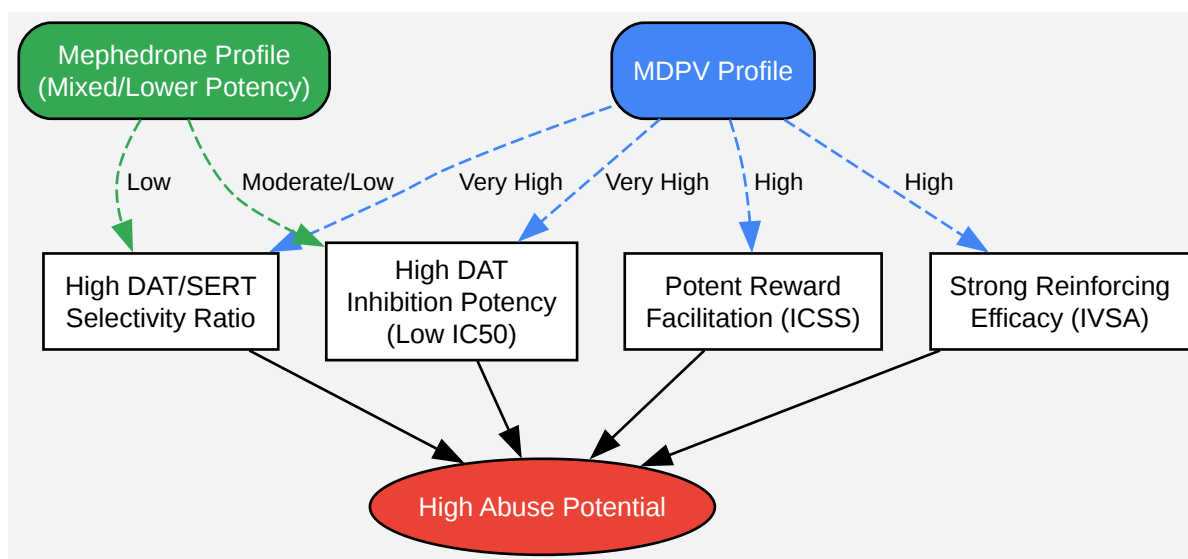 Mephedrone Profile
(Mixed/Lower Potency)
MDPV Profile
Low
Moderate/Low
Very High
Very High
High
High
High DAT/SERT
Selectivity Ratio
High DAT
Inhibition Potency
(Low IC50)
Potent Reward
Facilitation (ICSS)
Strong Reinforcing
Efficacy (IVSA)
High Abuse Potential